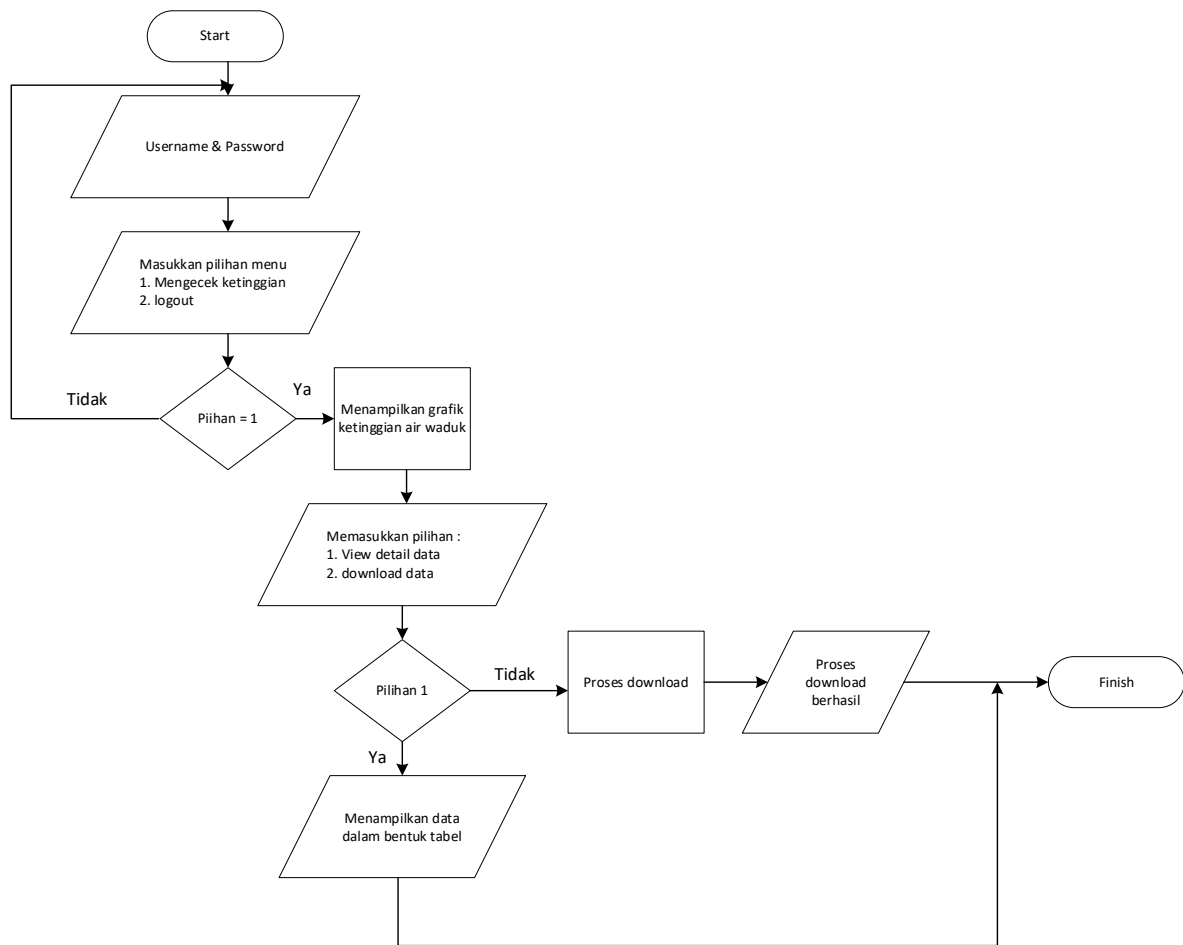 Start
Username & Password
Masukkan pilihan menu
1. Mengecek ketinggian
2. logout
Tidak
Piihan = 1
Ya
Menampilkan grafik
ketinggian air waduk
Memasukkan pilihan :
1. View detail data
2. download data
Pilihan 1
Tidak
Proses download
Proses
download
berhasil
Finish
Ya
Menampilkan data
dalam bentuk tabel